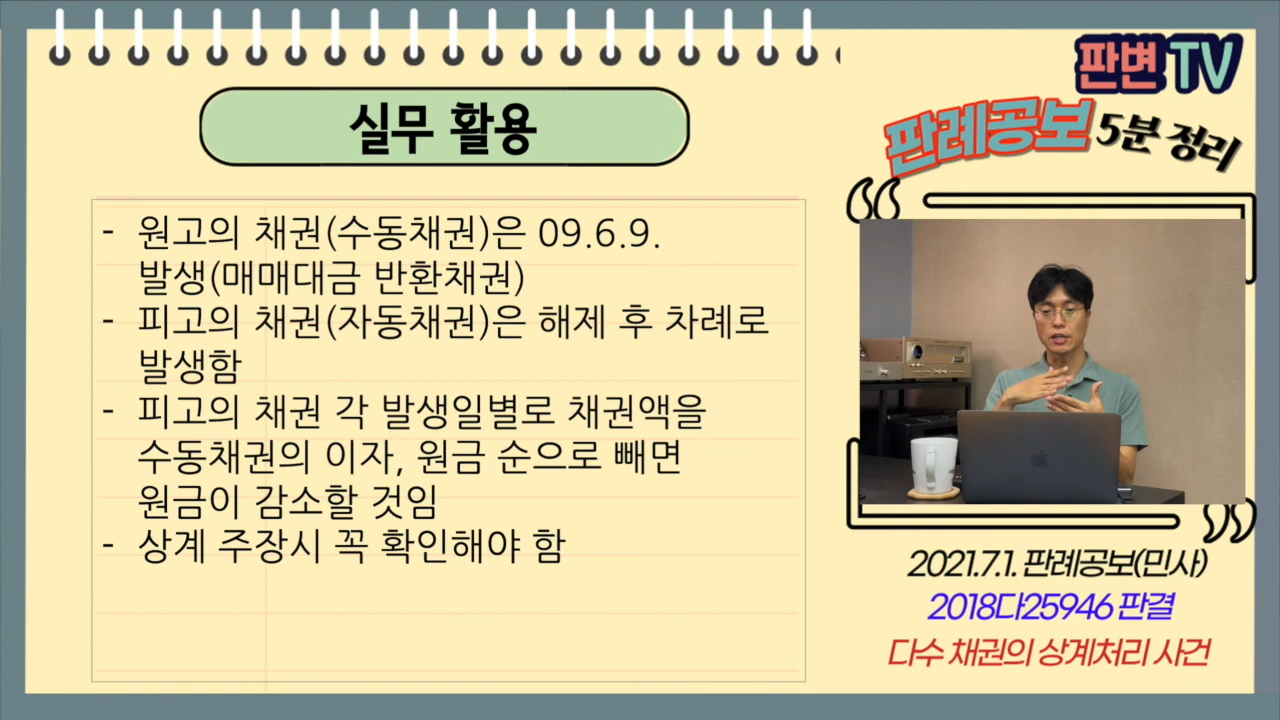 실무 활용
- 원고의 채권(수동채권)은 09.6.9.
발생(매매대금 반환채권)
- 피고의 채권(자동채권)은 해제 후 차례로
발생함
- 피고의 채권 각 발생일별로 채권액을
수동채권의 이자, 원금 순으로 빼면
원금이 감소할 것임
- 상계 주장시 꼭 확인해야 함
판변TV
판례공보 5분 정리
2021.7.1. 판례공보(민사)
2018다25946 판결
다수 채권의 상계처리 사건